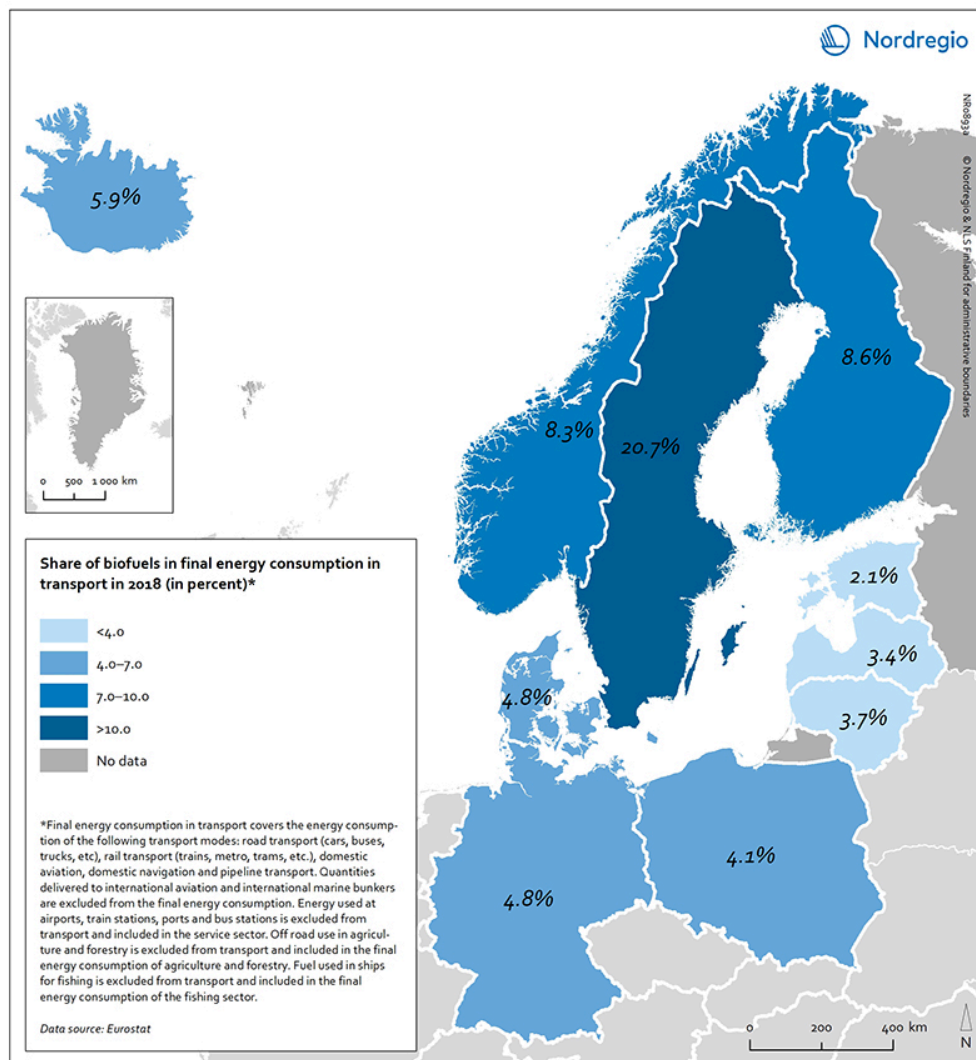 Nordregio
NR0893a © Nordregio & NLS Finland for administrative boundaries
5.9%
8.6%
8.3%
20.7%
0 500 1 000 km
2.1%
3.4%
3.7%
4.8%
4.1%
4.8%
Share of biofuels in final energy consumption in
transport in 2018 (in percent)*
<4.0
4.0–7.0
7.0–10.0
>10.0
No data
*Final energy consumption in transport covers the energy consump-
tion of the following transport modes: road transport (cars, buses,
trucks, etc), rail transport (trains, metro, trams, etc.), domestic
aviation, domestic navigation and pipeline transport. Quantities
delivered to international aviation and international marine bunkers
are excluded from the final energy consumption. Energy used at
airports, train stations, ports and bus stations is excluded from
transport and included in the service sector. Off road use in agricul-
ture and forestry is excluded from transport and included in the final
energy consumption of agriculture and forestry. Fuel used in ships
for fishing is excluded from transport and included in the final
energy consumption of the fishing sector.
Data source: Eurostat
0 200 400 km
N